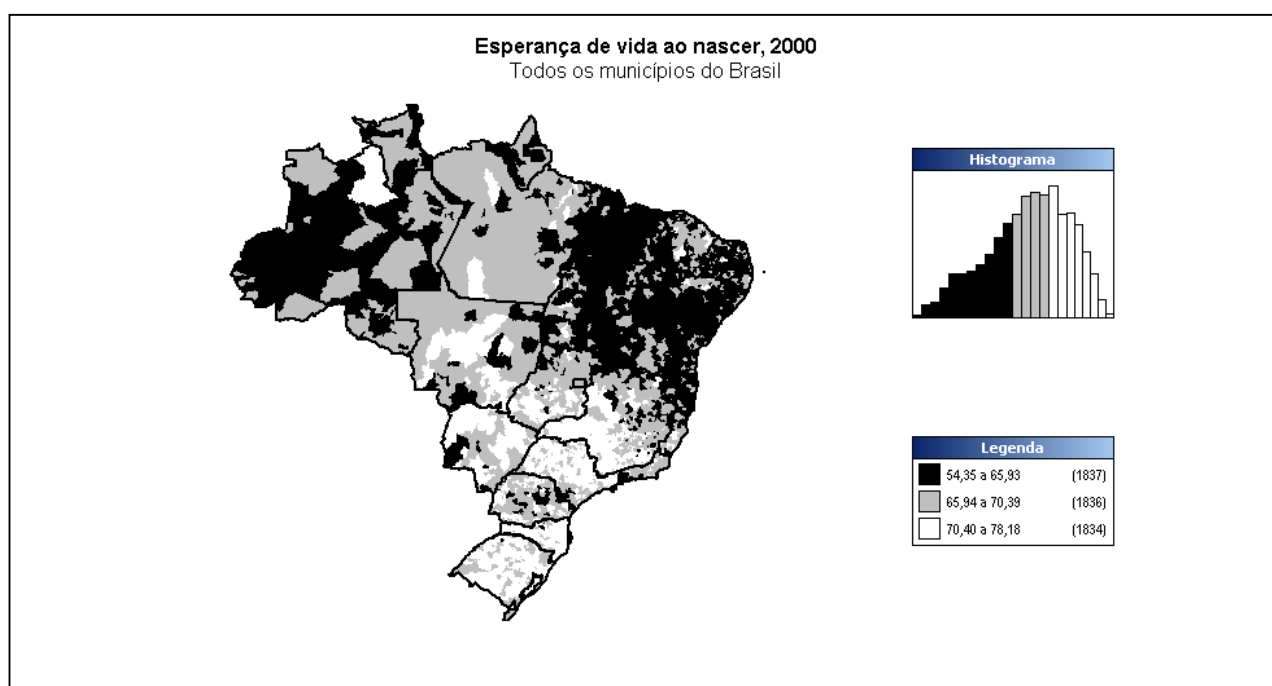 Esperança de vida ao nascer, 2000
Todos os municípios do Brasil
Histograma
Legenda
54,35 a 65,93 (1837)
65,94 a 70,39 (1836)
70,40 a 78,18 (1834)